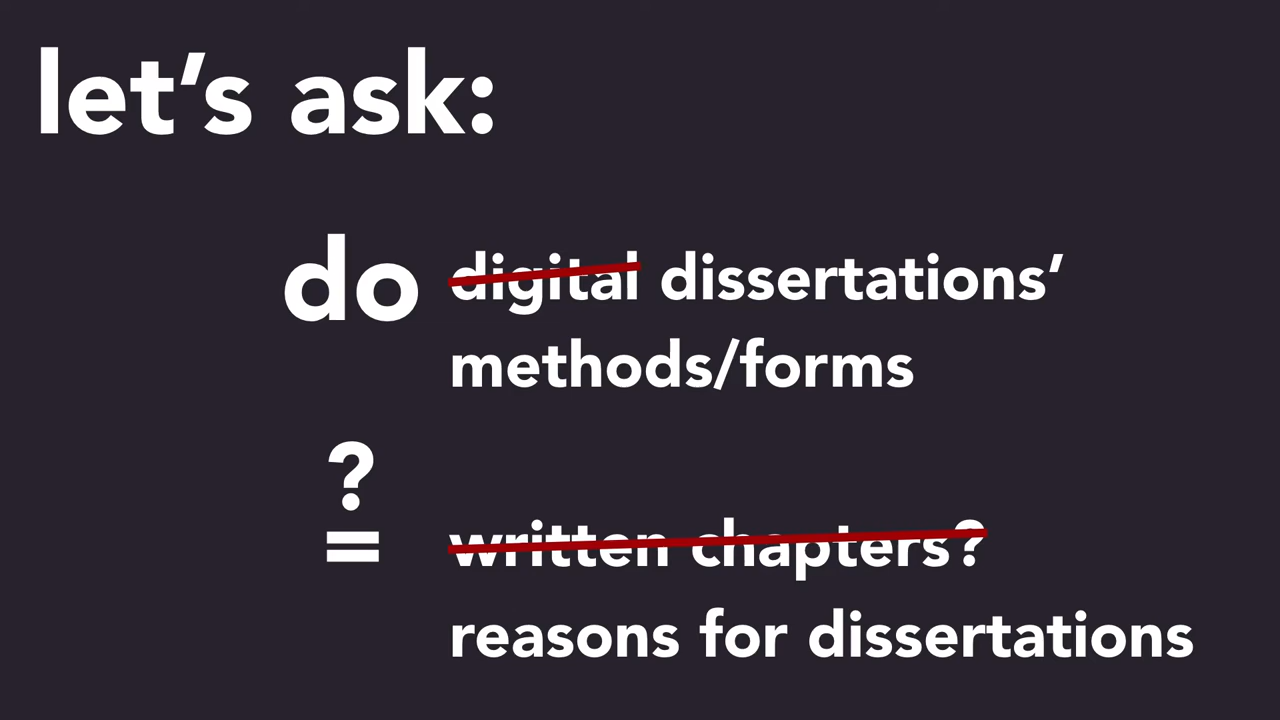 let’s ask:
do digital dissertations’
methods/forms
?
= written chapters?
reasons for dissertations